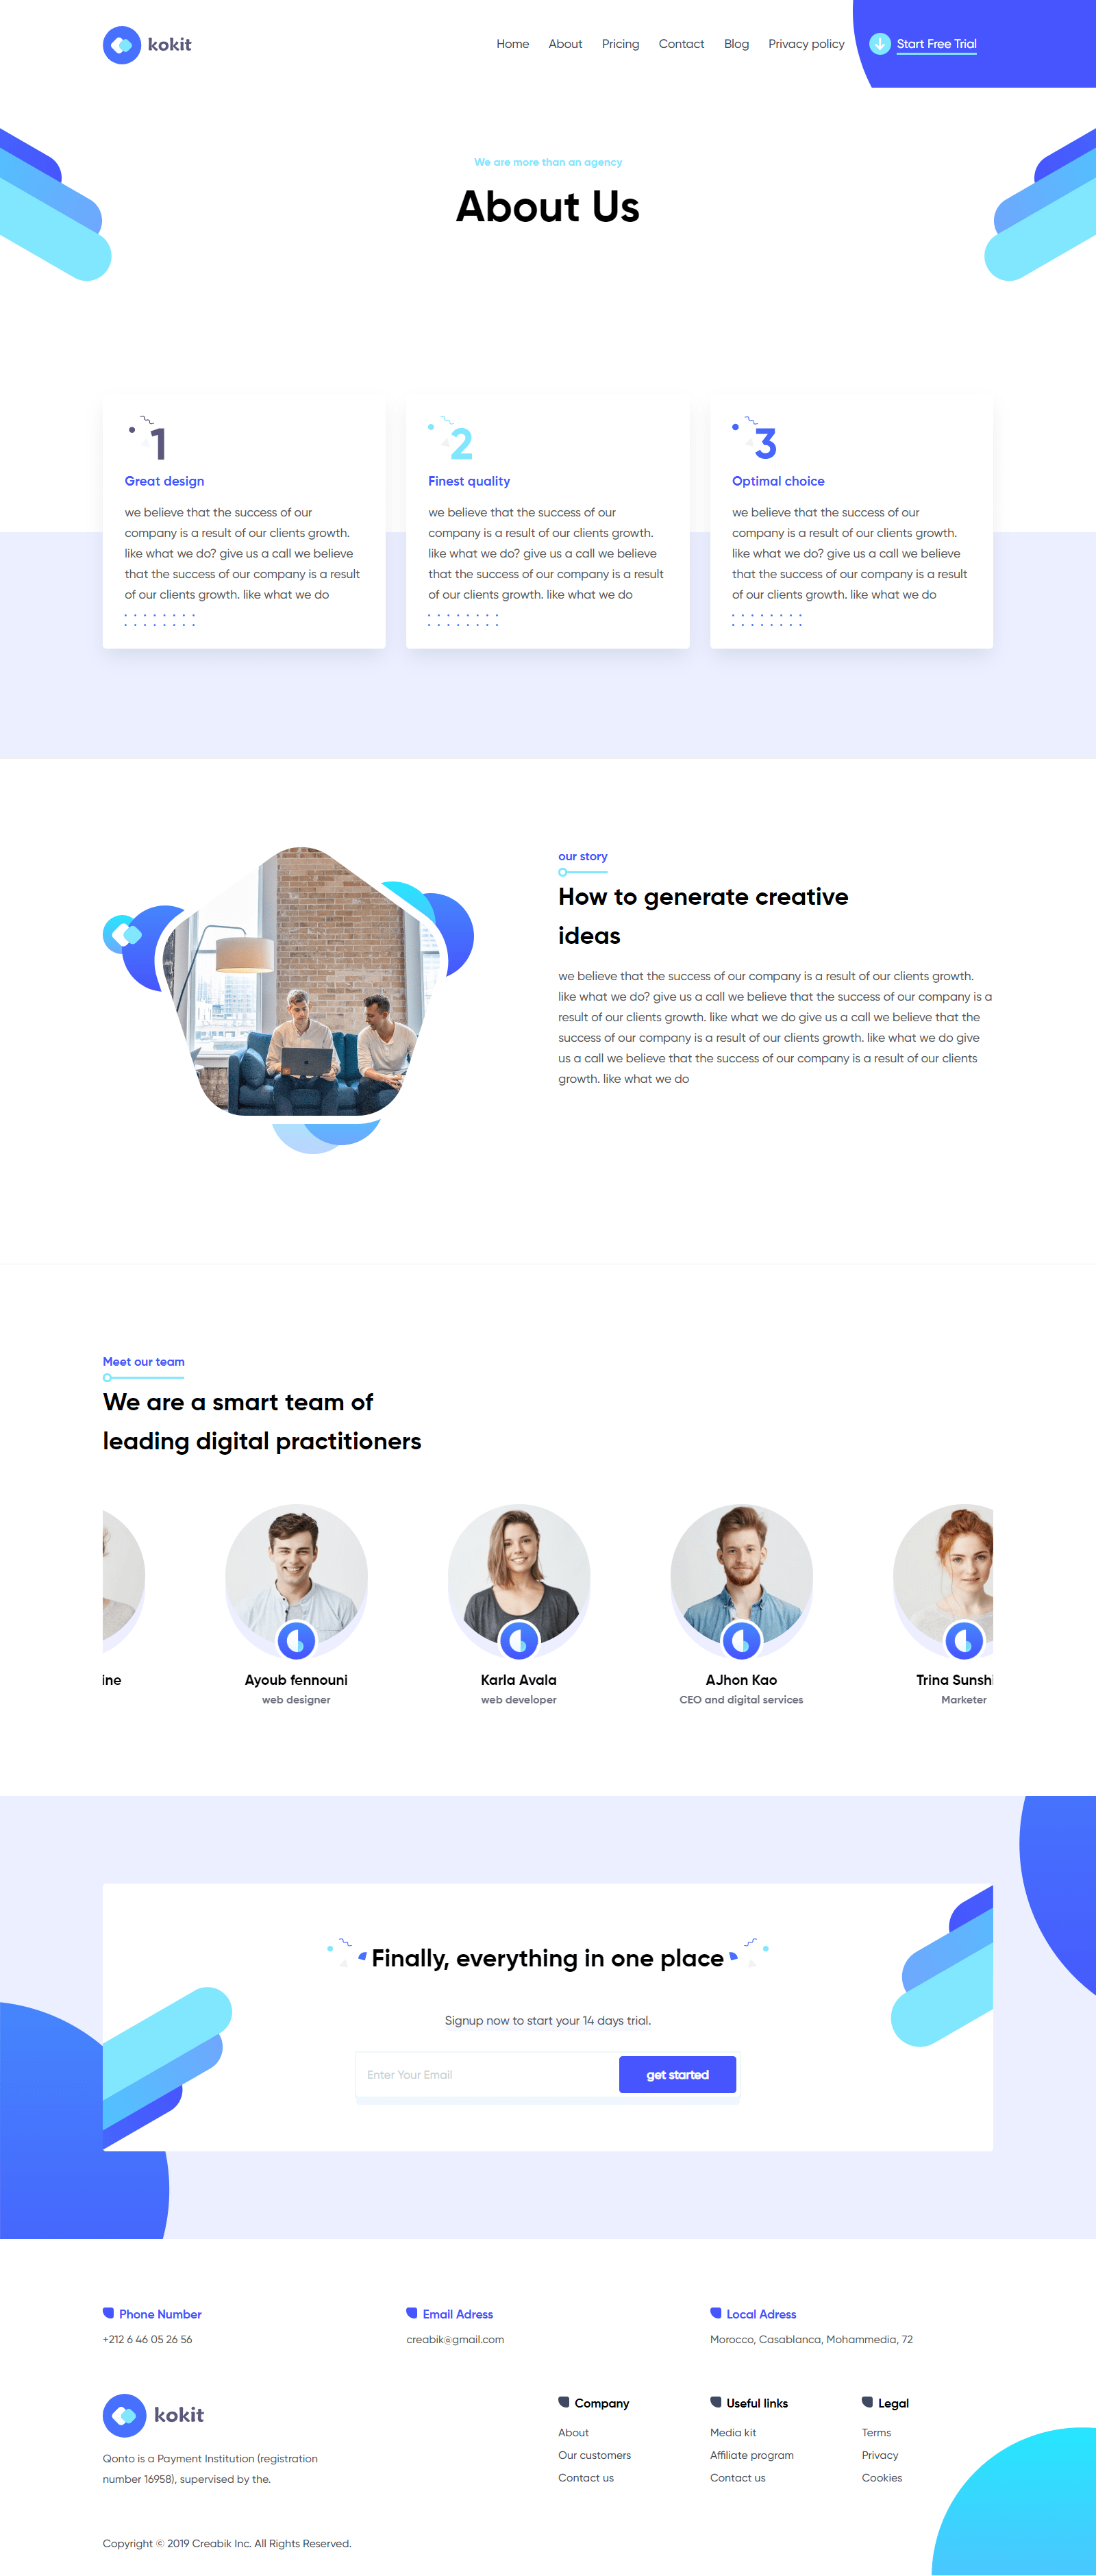 kokit
Home About Pricing Contact Blog Privacy policy Start Free Trial
We are more than an agency
About Us
1
Great design
we believe that the success of our
company is a result of our clients growth.
like what we do? give us a call we believe
that the success of our company is a result
of our clients growth. like what we do
2
Finest quality
we believe that the success of our
company is a result of our clients growth.
like what we do? give us a call we believe
that the success of our company is a result
of our clients growth. like what we do
3
Optimal choice
we believe that the success of our
company is a result of our clients growth.
like what we do? give us a call we believe
that the success of our company is a result
of our clients growth. like what we do
our story
How to generate creative
ideas
we believe that the success of our company is a result of our clients growth.
like what we do? give us a call we believe that the success of our company is a
result of our clients growth. like what we do give us a call we believe that the
success of our company is a result of our clients growth. like what we do give
us a call we believe that the success of our company is a result of our clients
growth. like what we do
Meet our team
We are a smart team of
leading digital practitioners
ine
Ayoub fennouni
web designer
Karla Avala
web developer
AJhon Kao
CEO and digital services
Trina Sunshi
Marketer
Finally, everything in one place
Signup now to start your 14 days trial.
Enter Your Email
get started
Phone Number
+212 6 46 05 26 56
Email Adress
creabik@gmail.com
Local Adress
Morocco, Casablanca, Mohammedia, 72
kokit
Qonto is a Payment Institution (registration
number 16958), supervised by the.
Company
About
Our customers
Contact us
Useful links
Media kit
Affiliate program
Contact us
Legal
Terms
Privacy
Cookies
Copyright © 2019 Creabik Inc. All Rights Reserved.